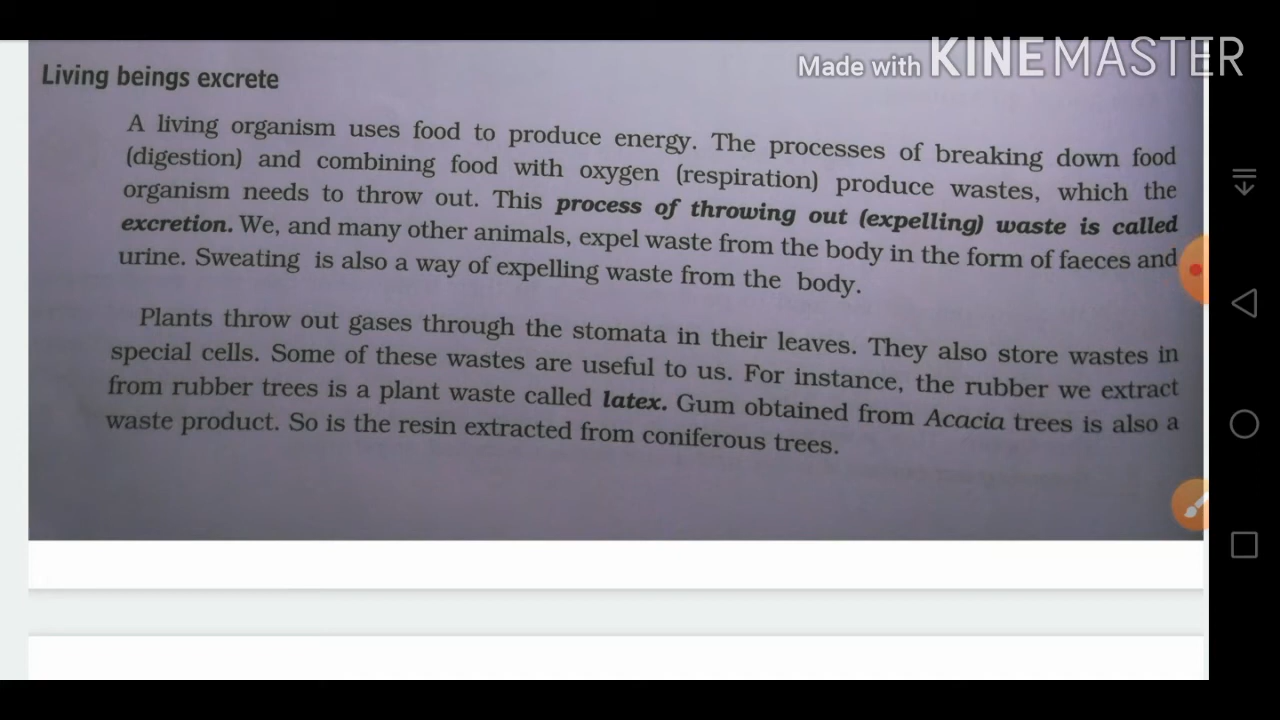 Made with KINEMASTER
Living beings excrete
A living organism uses food to produce energy. The processes of breaking down food
(digestion) and combining food with oxygen (respiration) produce wastes, which the
organism needs to throw out. This process of throwing out (expelling) waste is called
excretion. We, and many other animals, expel waste from the body in the form of faeces and
urine. Sweating is also a way of expelling waste from the body.
Plants throw out gases through the stomata in their leaves. They also store wastes in
special cells. Some of these wastes are useful to us. For instance, the rubber we extract
from rubber trees is a plant waste called latex. Gum obtained from Acacia trees is also a
waste product. So is the resin extracted from coniferous trees.